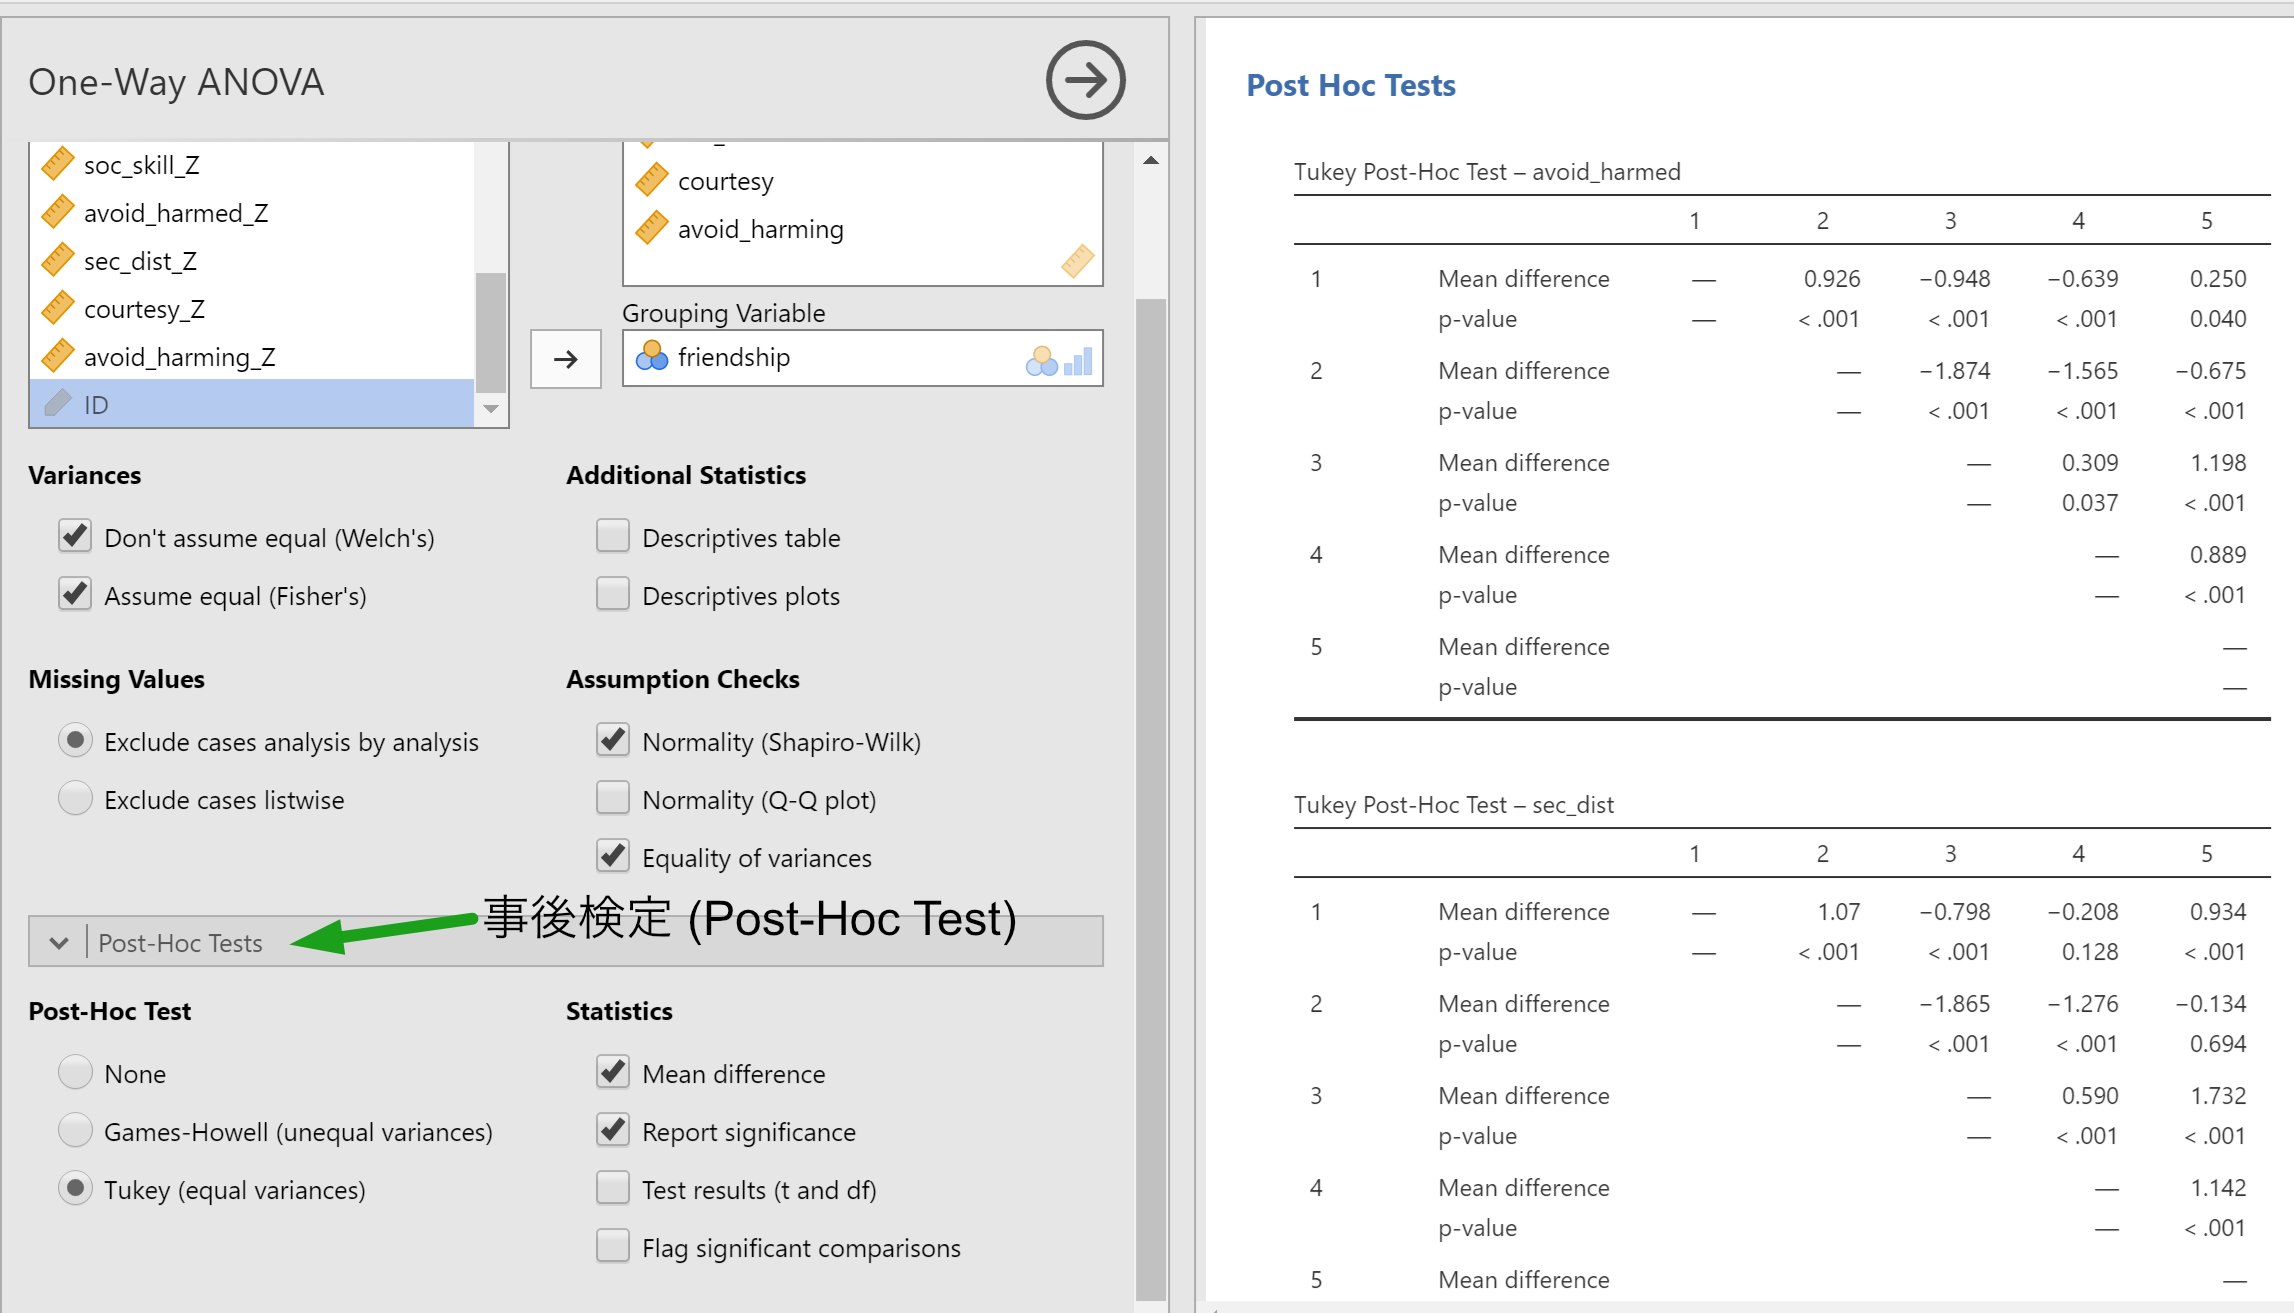 One-Way ANOVA
soc_skill_Z
avoid_harmed_Z
sec_dist_Z
courtesy_Z
avoid_harming_Z
ID
courtesy
avoid_harming
Grouping Variable
friendship
Variances
Don't assume equal (Welch's)
Assume equal (Fisher's)
Additional Statistics
Descriptives table
Descriptives plots
Missing Values
Exclude cases analysis by analysis
Exclude cases listwise
Assumption Checks
Normality (Shapiro-Wilk)
Normality (Q-Q plot)
Equality of variances
Post-Hoc Tests
事後検定 (Post-Hoc Test)
Post-Hoc Test
None
Games-Howell (unequal variances)
Tukey (equal variances)
Statistics
Mean difference
Report significance
Test results (t and df)
Flag significant comparisons
Post Hoc Tests
Tukey Post-Hoc Test – avoid_harmed
1 2 3 4 5
1 Mean difference — 0.926 −0.948 −0.639 0.250
p-value — < .001 < .001 < .001 0.040
2 Mean difference — −1.874 −1.565 −0.675
p-value — < .001 < .001 < .001
3 Mean difference — 0.309 1.198
p-value — 0.037 < .001
4 Mean difference — 0.889
p-value — < .001
5 Mean difference —
p-value —
Tukey Post-Hoc Test – sec_dist
1 2 3 4 5
1 Mean difference — 1.07 −0.798 −0.208 0.934
p-value — < .001 < .001 0.128 < .001
2 Mean difference — −1.865 −1.276 −0.134
p-value — < .001 < .001 0.694
3 Mean difference — 0.590 1.732
p-value — < .001 < .001
4 Mean difference — 1.142
p-value — < .001
5 Mean difference —